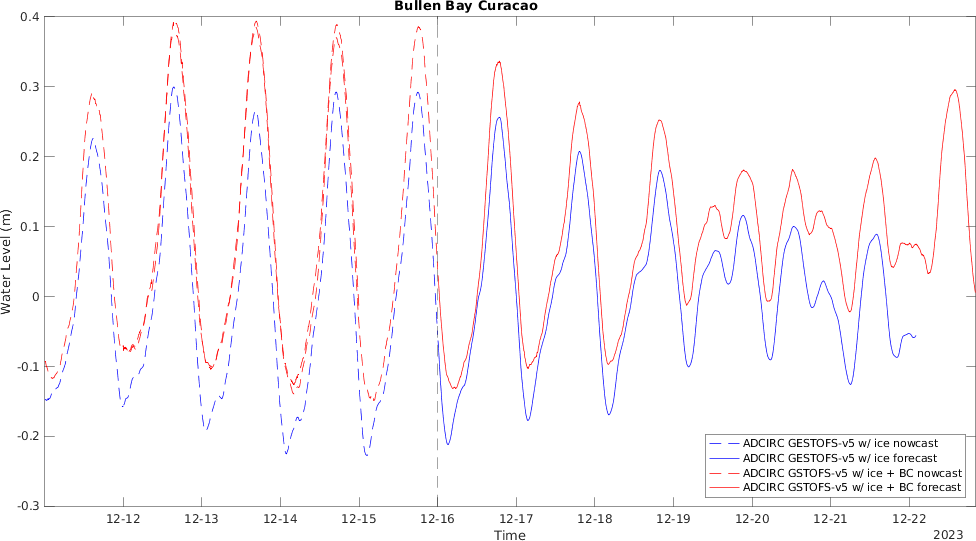 Bullen Bay Curacao
0.4
0.3
0.2
0.1
0
-0.1
-0.2
-0.3
Water Level (m)
12-12 12-13 12-14 12-15 12-16 12-17 12-18 12-19 12-20 12-21 12-22
Time
2023
ADCIRC GESTOFS-v5 w/ ice nowcast
ADCIRC GESTOFS-v5 w/ ice forecast
ADCIRC GSTOFS-v5 w/ ice + BC nowcast
ADCIRC GSTOFS-v5 w/ ice + BC forecast